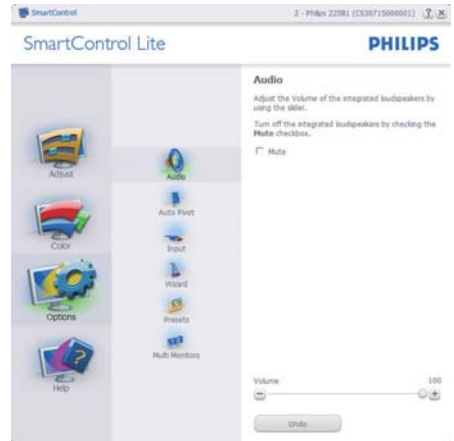 SmartControl
2 - Philips 225B1 (CS30715000001)
SmartControl Lite
PHILIPS
Adjust
Color
Options
Help
Audio
Auto Pivot
Input
Wizard
Presets
Multi Monitors
Audio
Adjust the Volume of the integrated loudspeakers by
using the slider.
Turn off the integrated loudspeakers by checking the
Mute checkbox.
Mute
Volume
100
Undo